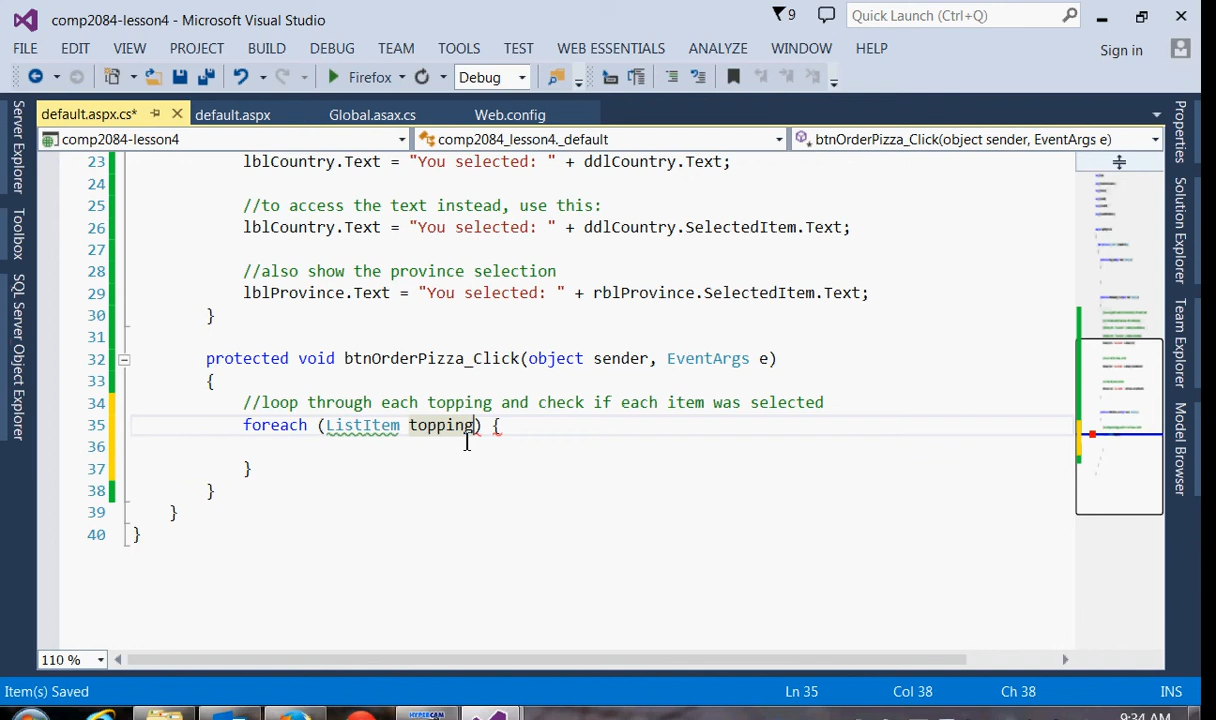 comp2084-lesson4 - Microsoft Visual Studio
9
Quick Launch (Ctrl+Q)
FILE EDIT VIEW PROJECT BUILD DEBUG TEAM TOOLS TEST WEB ESSENTIALS ANALYZE WINDOW HELP
Sign in
Firefox Debug
default.aspx.cs* default.aspx Global.asax.cs Web.config
comp2084-lesson4 comp2084_lesson4._default btnOrderPizza_Click(object sender, EventArgs e)
Server Explorer
Toolbox
SQL Server Object Explorer
23 lblCountry.Text = "You selected: " + ddlCountry.Text;
24
25 //to access the text instead, use this:
26 lblCountry.Text = "You selected: " + ddlCountry.SelectedItem.Text;
27
28 //also show the province selection
29 lblProvince.Text = "You selected: " + rblProvince.SelectedItem.Text;
30 }
31
32 protected void btnOrderPizza_Click(object sender, EventArgs e)
33 {
34 //loop through each topping and check if each item was selected
35 foreach (ListItem topping) {
36
37 }
38 }
39 }
40 }
Properties
Solution Explorer
Team Explorer
Model Browser
110 %
Item(s) Saved Ln 35 Col 38 Ch 38 INS
9:34 AM